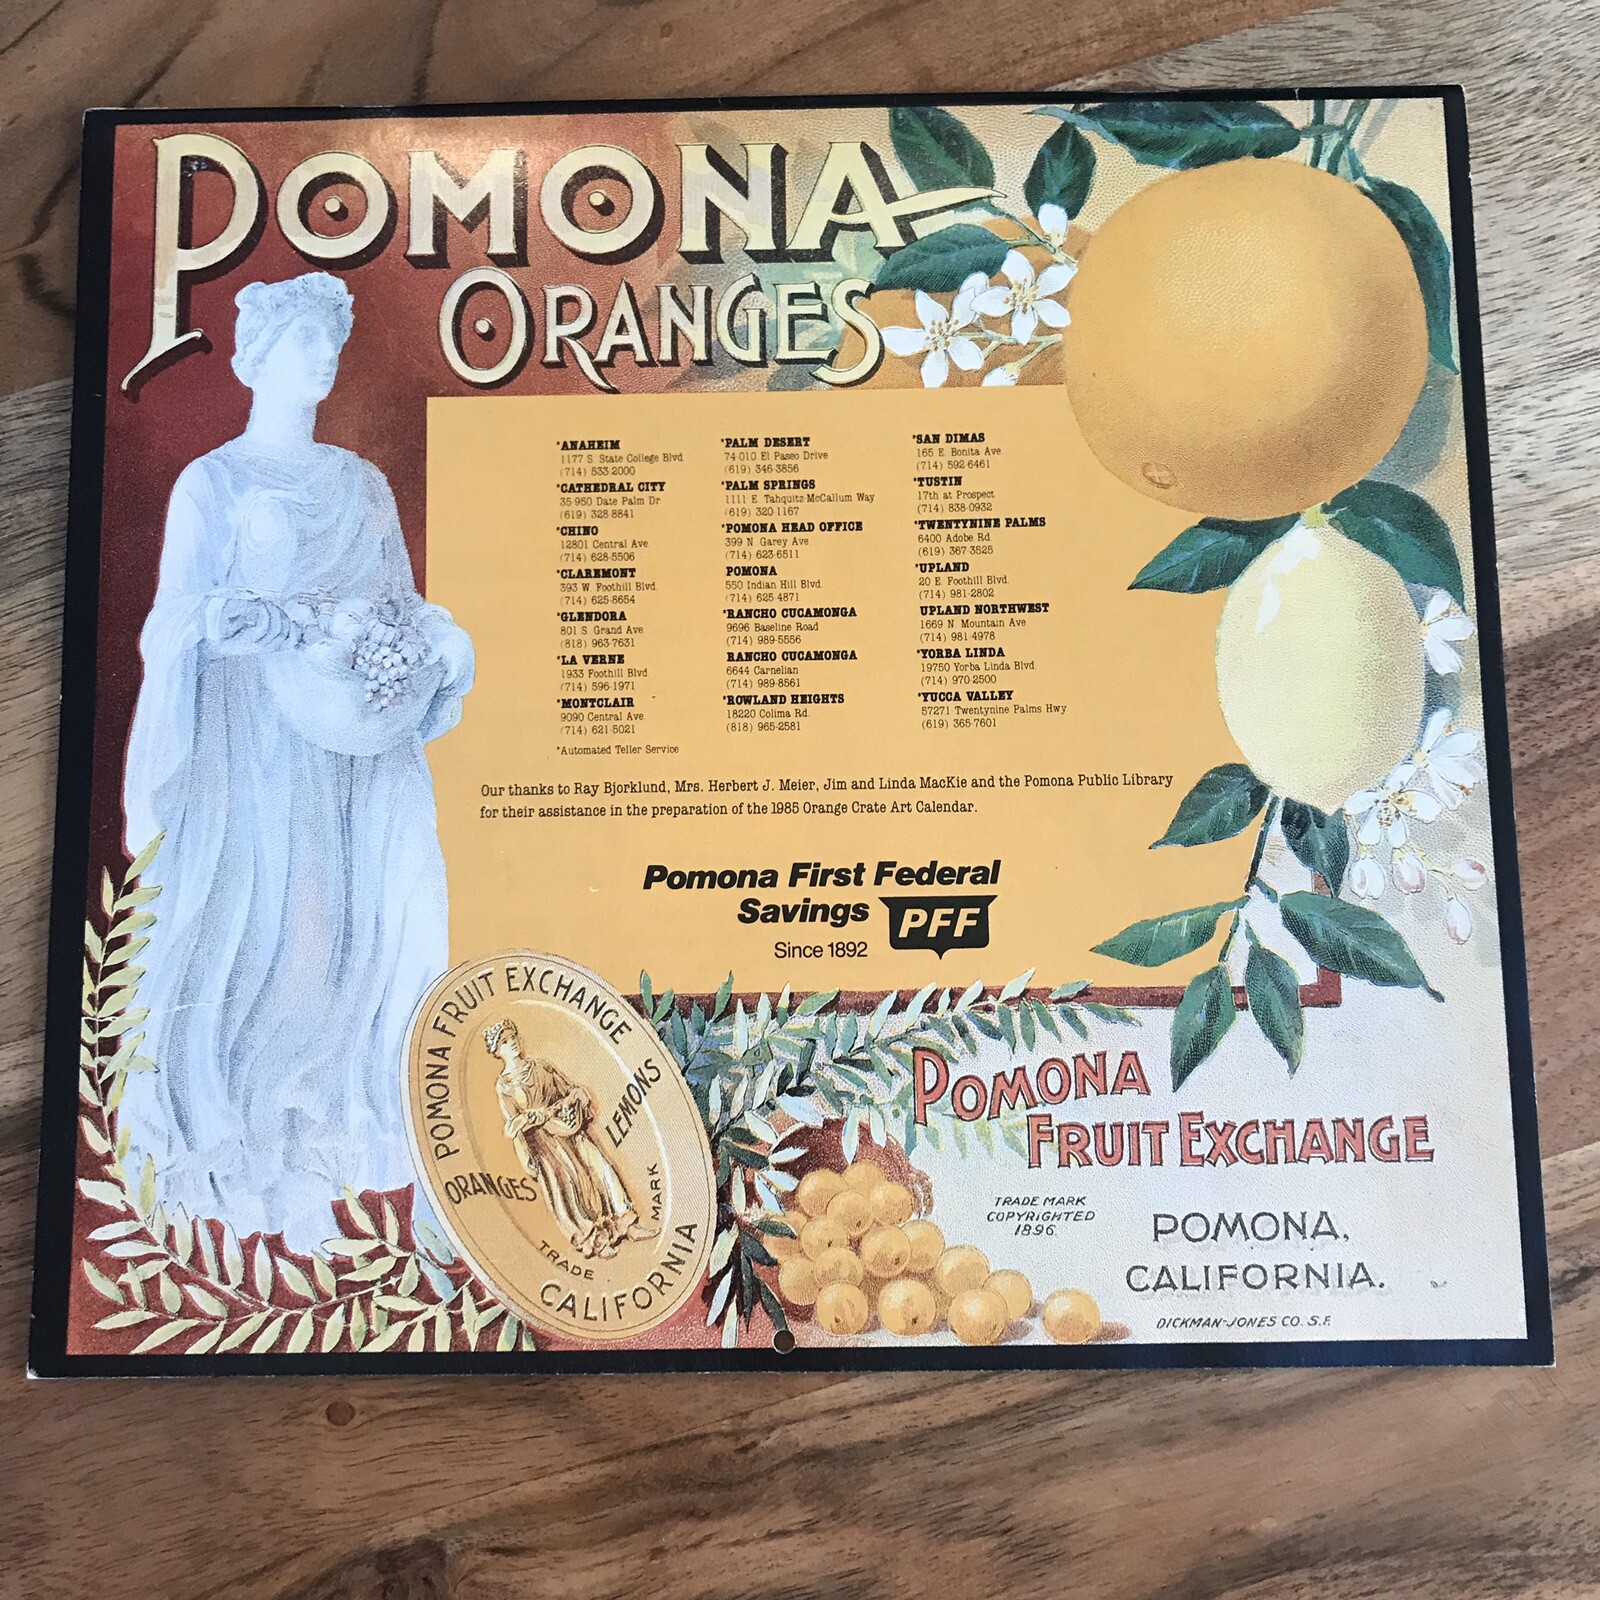 POMONA
ORANGES
*ANAHEIM
1177 S State College Blvd
(714) 533-2000
*CATHEDRAL CITY
35-950 Date Palm Dr.
(619) 328-8841
*CHINO
12801 Central Ave.
(714) 628-5506
*CLAREMONT
393 W Foothill Blvd.
(714) 625-8654
*GLENDORA
801 S Grand Ave.
(818) 963-7631
*LA VERNE
1933 Foothill Blvd.
(714) 596-1971
*MONTCLAIR
9090 Central Ave.
(714) 621-5021
*Automated Teller Service
*PALM DESERT
74-010 El Paseo Drive
(619) 346-3856
*PALM SPRINGS
1111 E Tahquitz-McCallum Way
(619) 320-1167
*POMONA HEAD OFFICE
399 N Garey Ave.
(714) 623-6511
POMONA
550 Indian Hill Blvd.
(714) 625-4871
*RANCHO CUCAMONGA
9696 Baseline Road
(714) 989-5556
RANCHO CUCAMONGA
6644 Carnelian
(714) 989-8561
*ROWLAND HEIGHTS
18220 Colima Rd.
(818) 965-2581
*SAN DIMAS
165 E Bonita Ave
(714) 592-6461
*TUSTIN
17th at Prospect
(714) 838-0932
*TWENTYNINE PALMS
6400 Adobe Rd.
(619) 367-3525
*UPLAND
20 E. Foothill Blvd.
(714) 981-2802
UPLAND NORTHWEST
1669 N Mountain Ave
(714) 981-4978
*YORBA LINDA
19750 Yorba Linda Blvd.
(714) 970-2500
*YUCCA VALLEY
57271 Twentynine Palms Hwy
(619) 365-7601
Our thanks to Ray Bjorklund, Mrs. Herbert J. Meier, Jim and Linda MacKie and the Pomona Public Library
for their assistance in the preparation of the 1985 Orange Crate Art Calendar.
Pomona First Federal
Savings PFF
Since 1892
POMONA FRUIT EXCHANGE
ORANGES LEMONS
TRADE MARK
CALIFORNIA
POMONA
FRUIT EXCHANGE
TRADE MARK
COPYRIGHTED
1896.
POMONA,
CALIFORNIA.
DICKMAN-JONES CO. S.F.